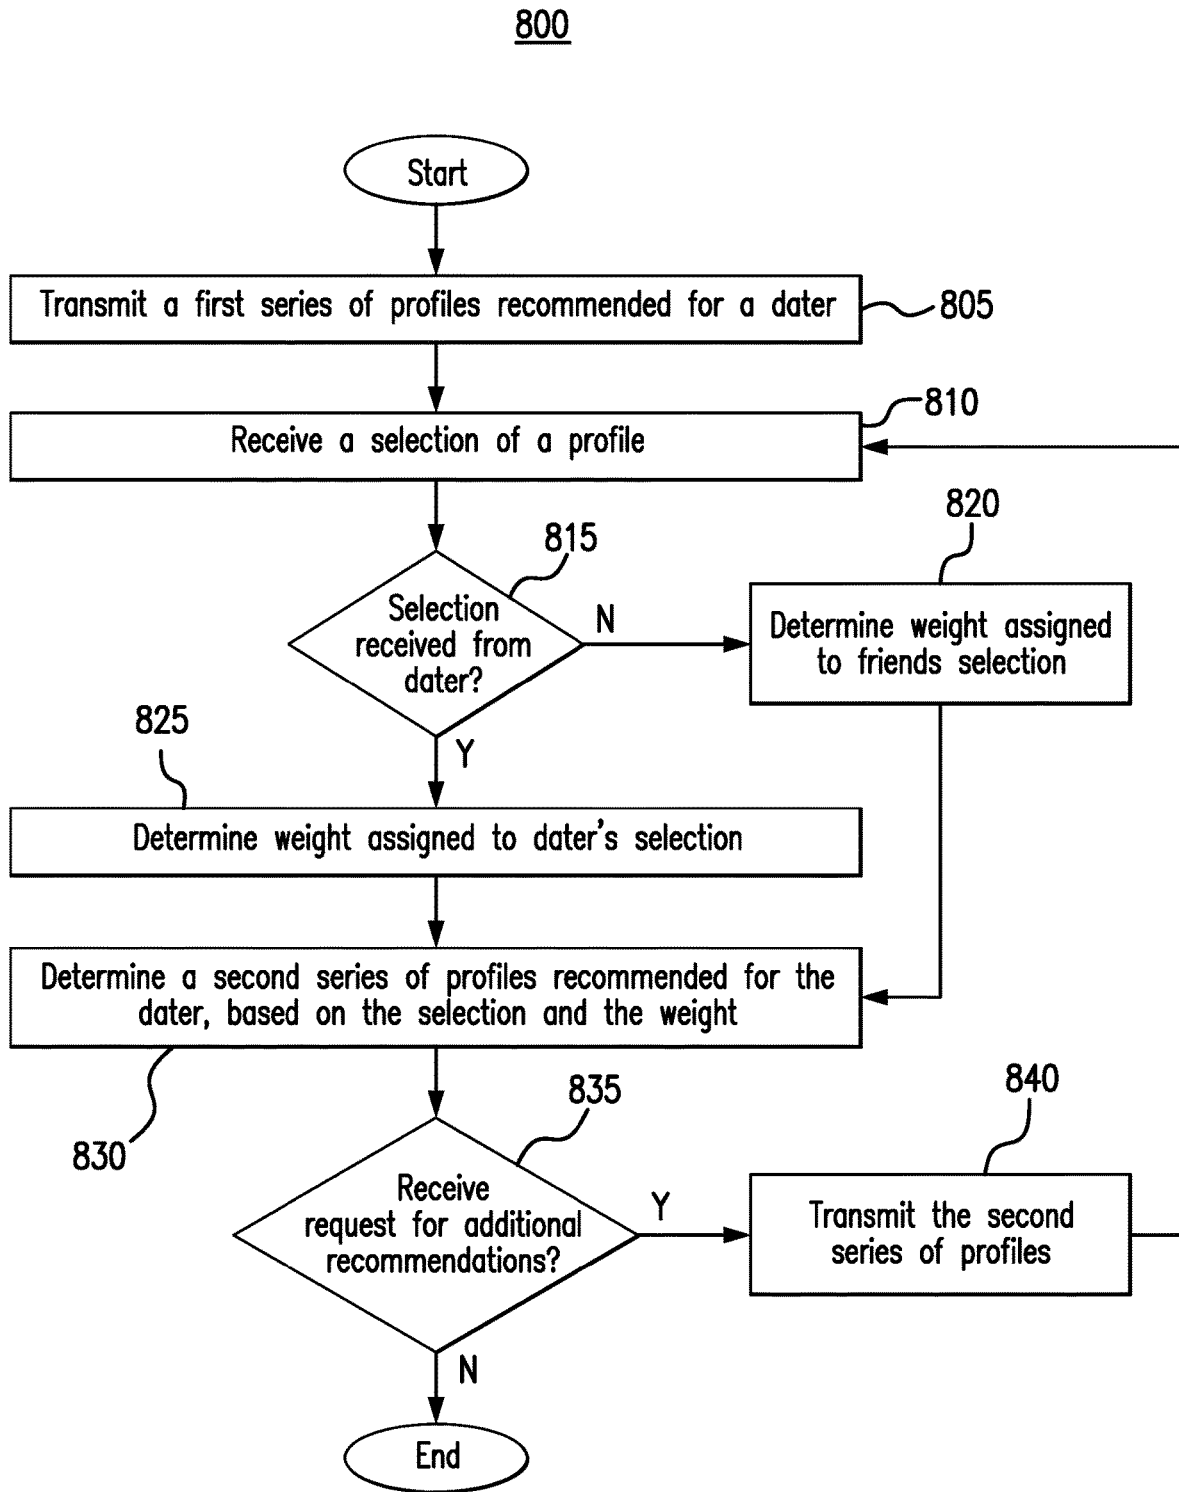 800
Start
Transmit a first series of profiles recommended for a dater
805
810
Receive a selection of a profile
815
820
Selection
received from
dater?
N
Determine weight assigned
to friends selection
825
Y
Determine weight assigned to dater's selection
Determine a second series of profiles recommended for the
dater, based on the selection and the weight
830
835
840
Receive
request for additional
recommendations?
Y
Transmit the second
series of profiles
N
End